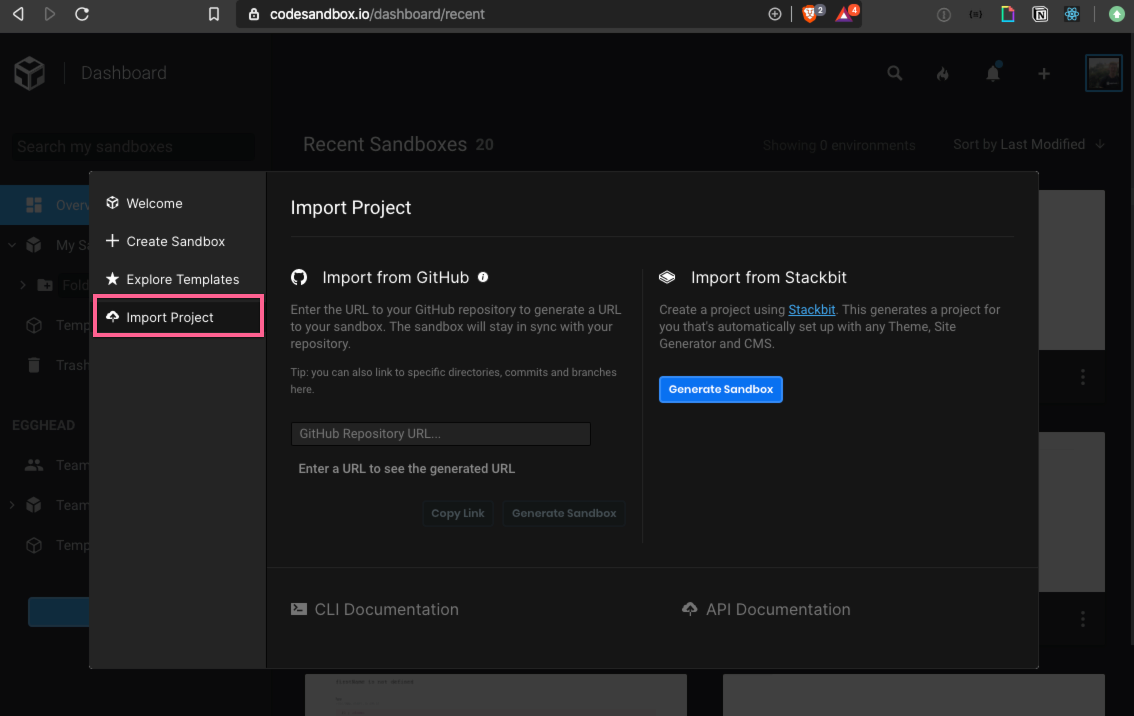 codesandbox.io/dashboard/recent
2
4
Dashboard
Search my sandboxes
Recent Sandboxes 20
Showing 0 environments
Sort by Last Modified
Overv
My Sa
Fold
Temp
Trash
EGGHEAD
Team
Team
Temp
Welcome
Create Sandbox
Explore Templates
Import Project
Import Project
Import from GitHub
Enter the URL to your GitHub repository to generate a URL
to your sandbox. The sandbox will stay in sync with your
repository.
Tip: you can also link to specific directories, commits and branches
here.
GitHub Repository URL...
Enter a URL to see the generated URL
Copy Link
Generate Sandbox
Import from Stackbit
Create a project using Stackbit. This generates a project for
you that's automatically set up with any Theme, Site
Generator and CMS.
Generate Sandbox
CLI Documentation
API Documentation